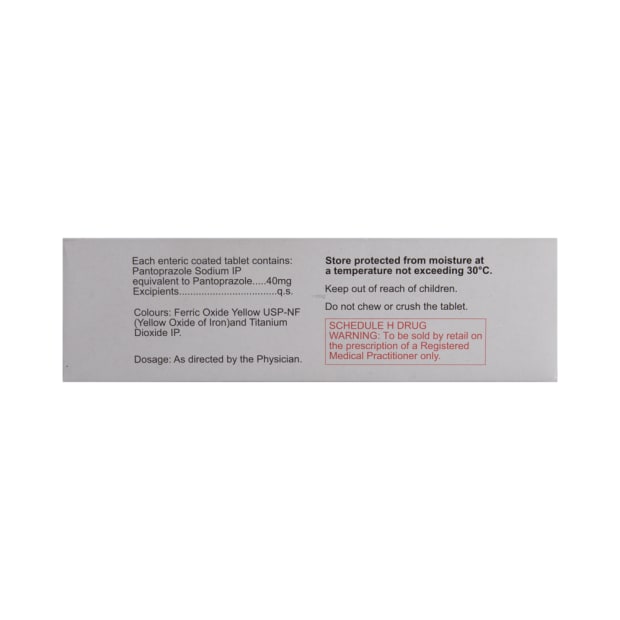 Each enteric coated tablet contains:
Pantoprazole Sodium IP
equivalent to Pantoprazole.....40mg
Excipients...................................q.s.
Colours: Ferric Oxide Yellow USP-NF
(Yellow Oxide of Iron)and Titanium
Dioxide IP.
Dosage: As directed by the Physician.
Store protected from moisture at
a temperature not exceeding 30°C.
Keep out of reach of children.
Do not chew or crush the tablet.
SCHEDULE H DRUG
WARNING: To be sold by retail on
the prescription of a Registered
Medical Practitioner only.